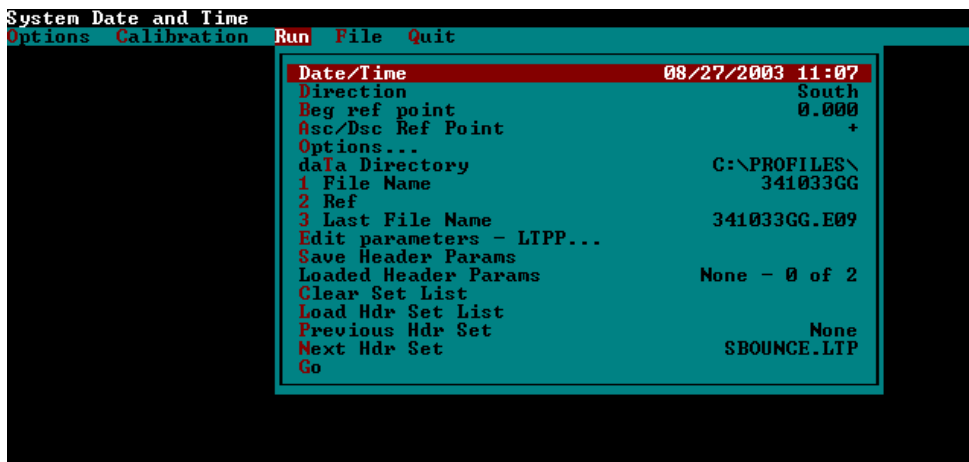 System Date and Time
Options Calibration Run File Quit
Date/Time 08/27/2003 11:07
Direction South
Beg ref point 0.000
Asc/Dsc Ref Point +
Options...
daTa Directory C:\PROFILES\
1 File Name 341033GG
2 Ref
3 Last File Name 341033GG.E09
Edit parameters - LTPP...
Save Header Params
Loaded Header Params None - 0 of 2
Clear Set List
Load Hdr Set List
Previous Hdr Set None
Next Hdr Set SBOUNCE.LTP
Go